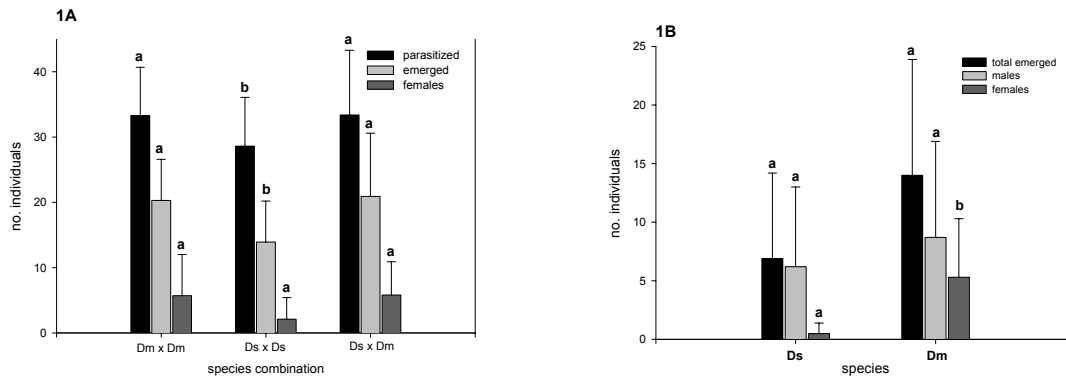 1A
a
a
a
b
b
a
a
a
a
parasitized
emerged
females
no. individuals
40
30
20
10
0
Dm x Dm
Ds x Ds
Ds x Dm
species combination
1B
a
a
a
a
a
b
total emerged
males
females
no. individuals
25
20
15
10
5
0
Ds
Dm
species